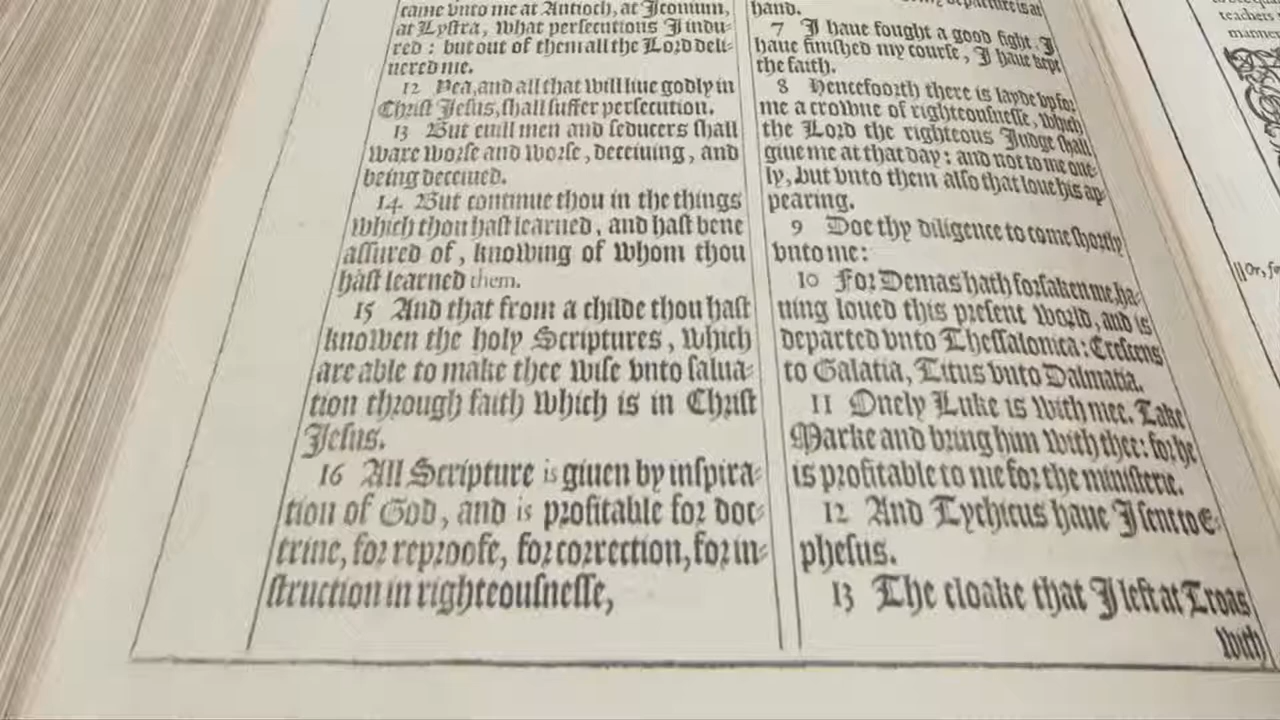 came vnto me at Antioch, at Iconium,
at Lystra, what persecutions I indu-
red: but out of them all the Lord deli-
uered me.
12 Yea, and all that will liue godly in
Christ Iesus, shall suffer persecution.
13 But euill men and seducers shall
ware worse and worse, deceiuing, and
being deceiued.
14 But continue thou in the things
which thou hast learned, and hast bene
assured of, knowing of whom thou
hast learned them.
15 And that from a childe thou hast
knowen the holy Scriptures, which
are able to make thee wise vnto salua-
tion through faith which is in Christ
Iesus.
16 All Scripture is giuen by inspira-
tion of God, and is profitable for doc-
trine, for reproofe, for correction, for in-
struction in righteousnesse,
departure is at
hand.
7 I haue fought a good fight, I
haue finished my course, I haue kept
the faith.
8 Hencefoorth there is layde vp for
me a crowne of righteousnesse, which
the Lord the righteous Iudge shall
giue me at that day: and not to me one-
ly, but vnto them also that loue his ap
pearing.
9 Doe thy diligence to come shortly
vnto me:
10 For Demas hath forsaken me, ha-
uing loued this present world, and is
departed vnto Thessalonica: Crescens
to Galatia, Titus vnto Dalmatia.
11 Onely Luke is with mee. Take
Marke and bring him with thee: for he
is profitable to me for the ministerie.
12 And Tychicus haue I sent to E-
phesus.
13 The cloake that I left at Troas
with
teachers
manner
|| Or,